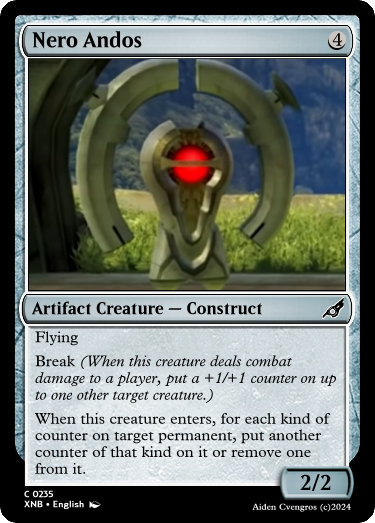 Nero Andos
4
Artifact Creature — Construct
Flying
Break (When this creature deals combat
damage to a player, put a +1/+1 counter on up
to one other target creature.)
When this creature enters, for each kind of
counter on target permanent, put another
counter of that kind on it or remove one
from it.
2/2
C 0235
XNB • English
Aiden Cvengros (c)2024